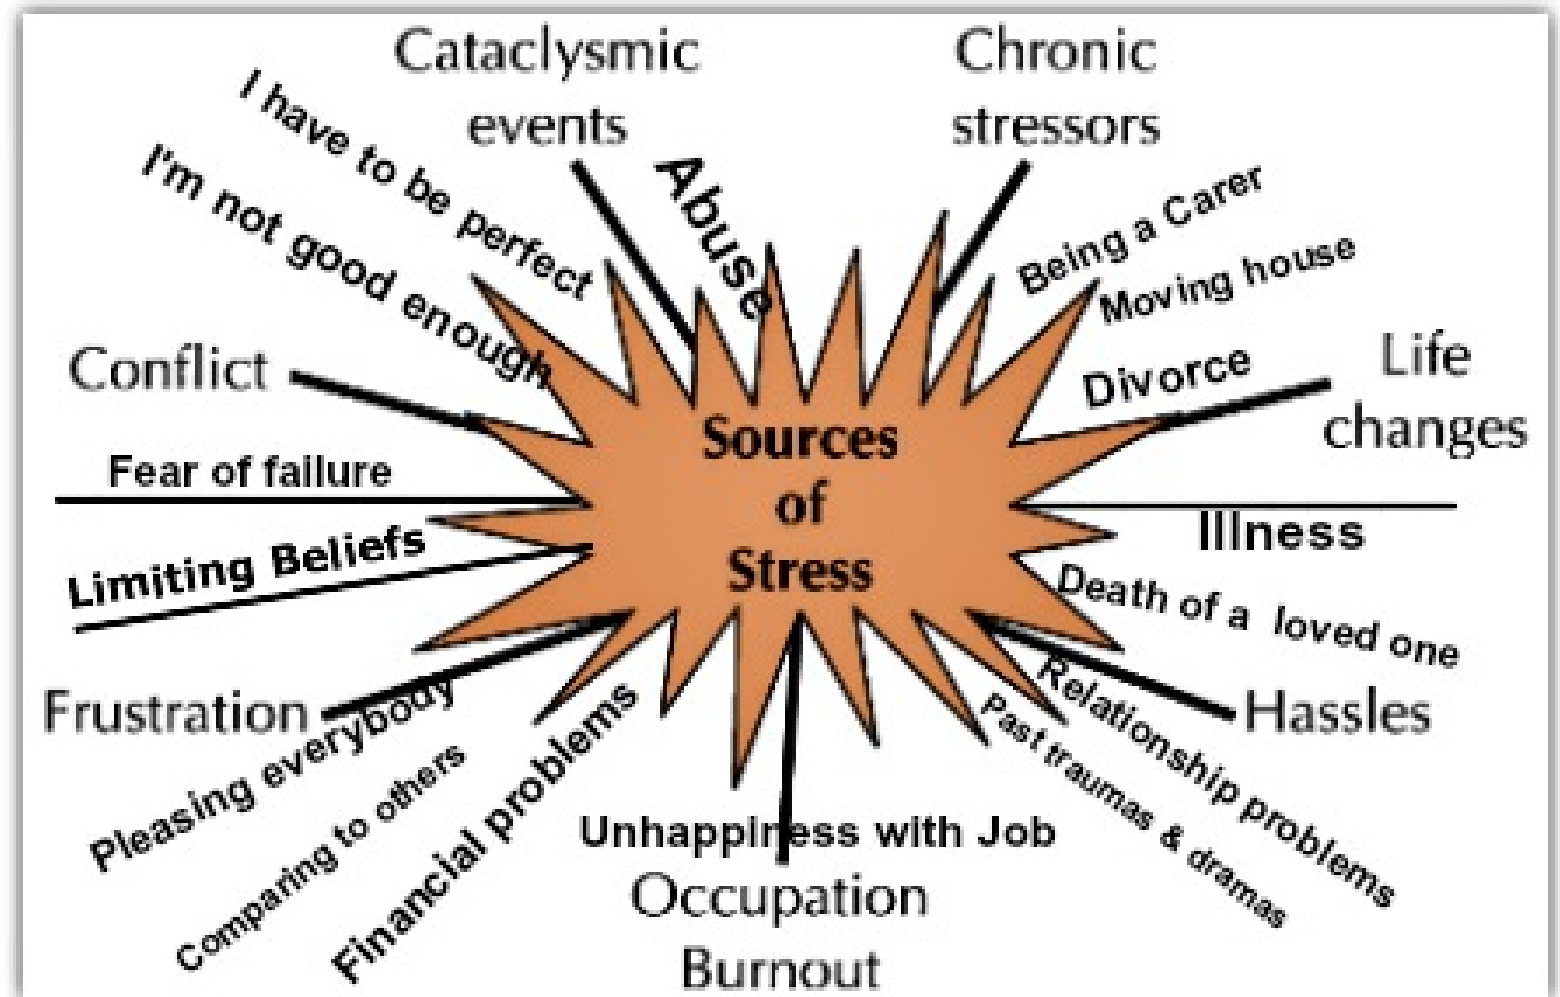 Cataclysmic
events
Chronic
stressors
I have to be perfect
I'm not good enough
Abuse
Being a Carer
Moving house
Divorce
Life
changes
Conflict
Fear of failure
Limiting Beliefs
Sources
of
Stress
Illness
Death of a loved one
Frustration
Hassles
Pleasing everybody
Comparing to others
Financial problems
Relationship problems
Past traumas & dramas
Unhappiness with Job
Occupation
Burnout